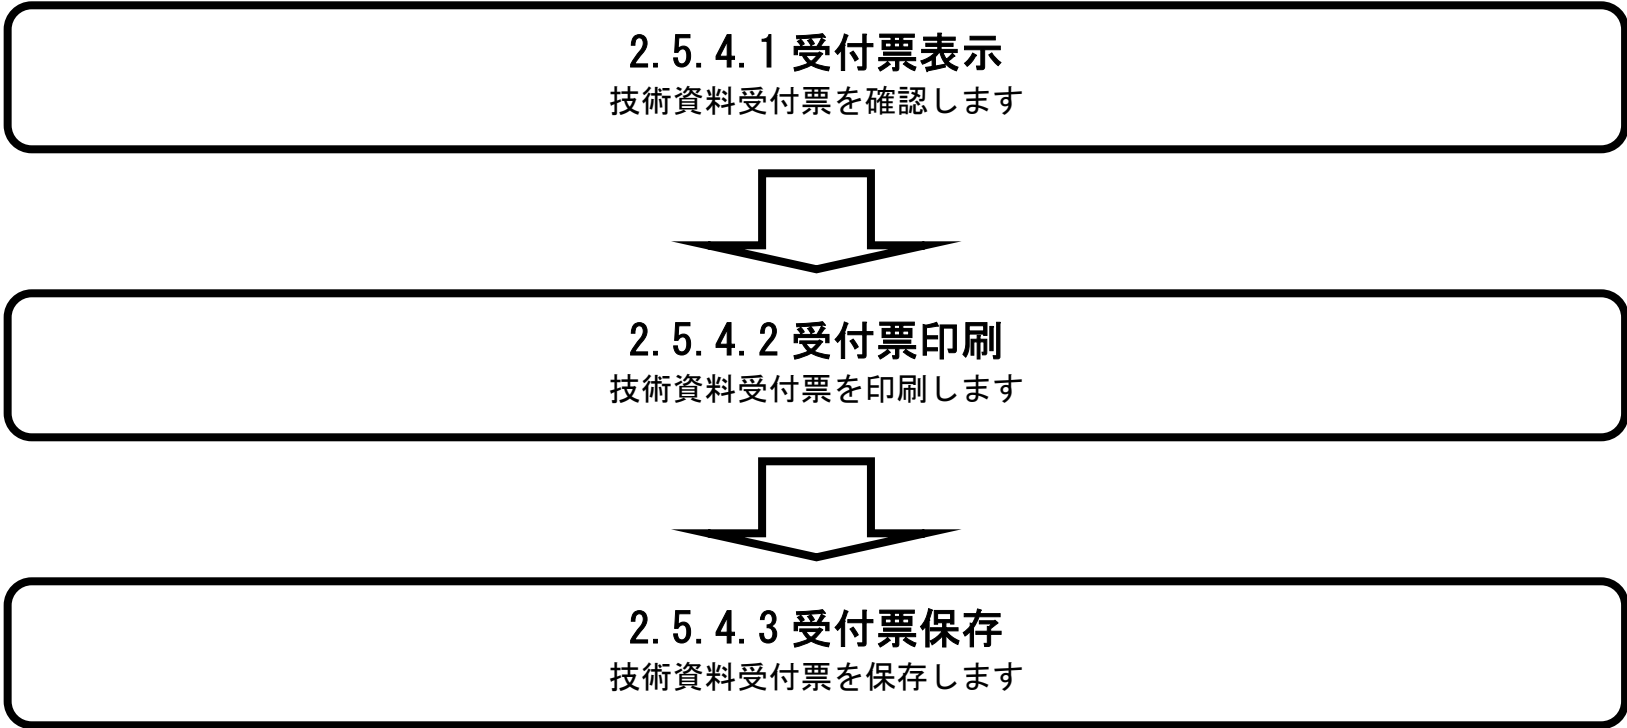 2.5.4.1 受付票表示
技術資料受付票を確認します
2.5.4.2 受付票印刷
技術資料受付票を印刷します
2.5.4.3 受付票保存
技術資料受付票を保存します